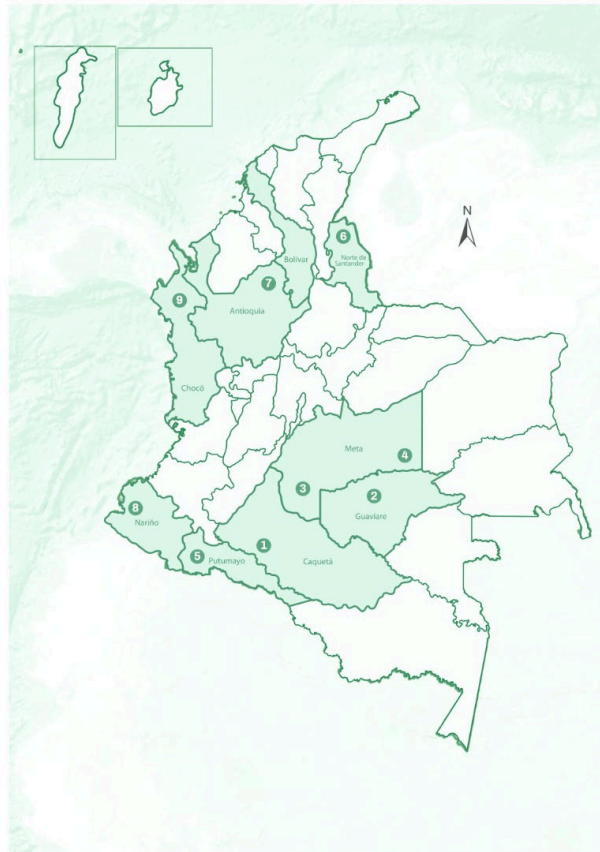 N
6
Norte de
Santander
Bolívar
7
9
Antioquia
Chocó
Meta
4
3
2
Guaviare
8
Nariño
1
5
Putumayo
Caquetá